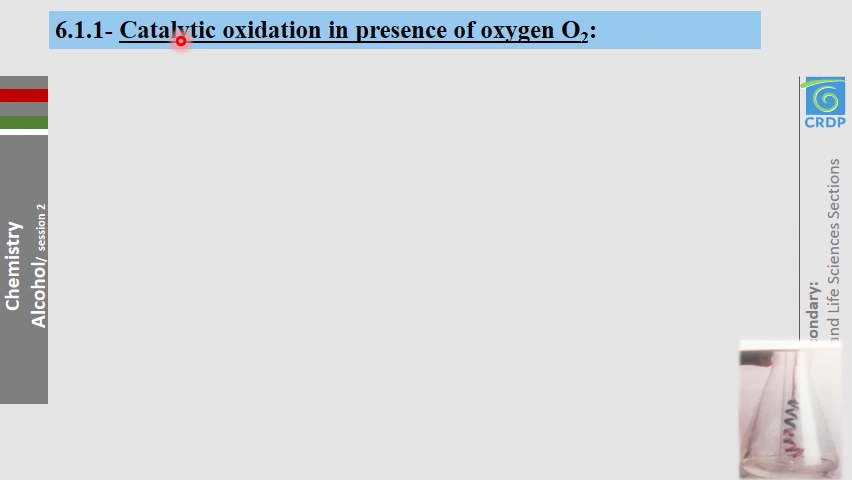 6.1.1- Catalytic oxidation in presence of oxygen O₂:
Chemistry
Alcohol/ session 2
CRDP
condary:
and Life Sciences Sections